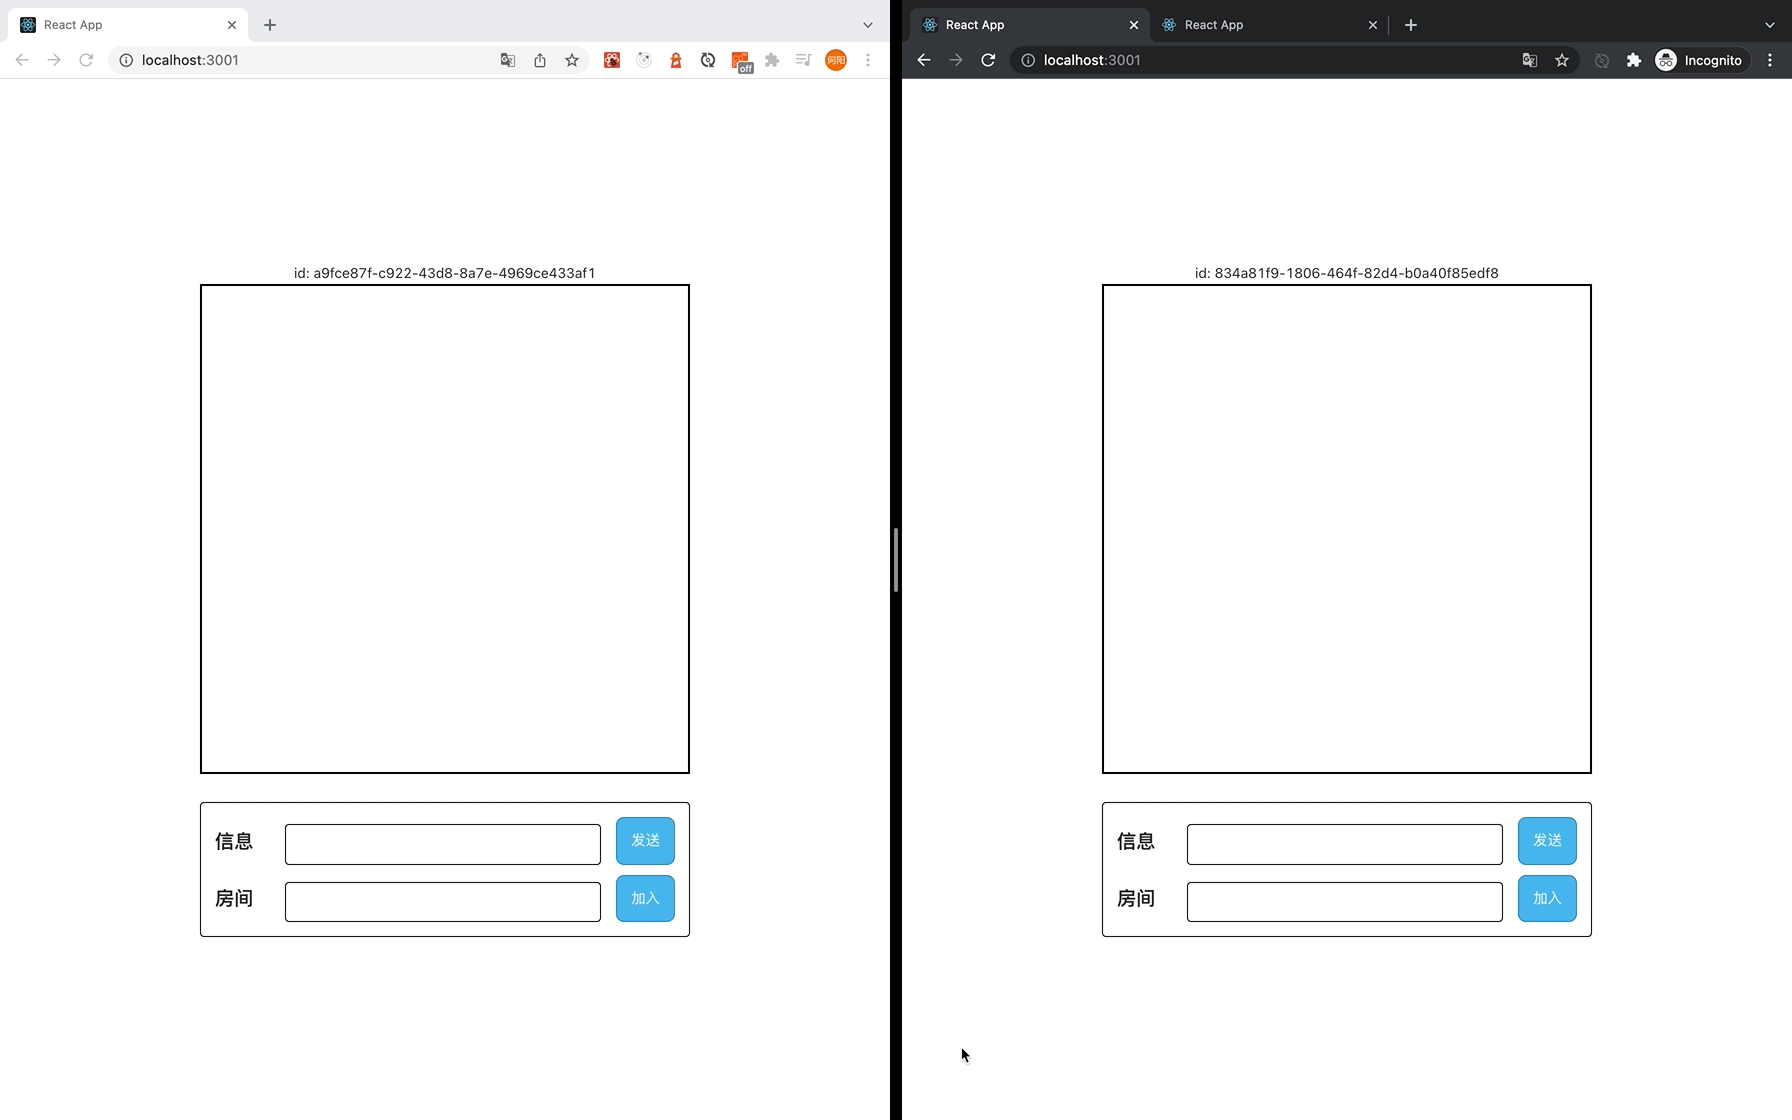 React App
localhost:3001
off
何阳
id: a9fce87f-c922-43d8-8a7e-4969ce433af1
信息
发送
房间
加入
React App
React App
localhost:3001
Incognito
id: 834a81f9-1806-464f-82d4-b0a40f85edf8
信息
发送
房间
加入